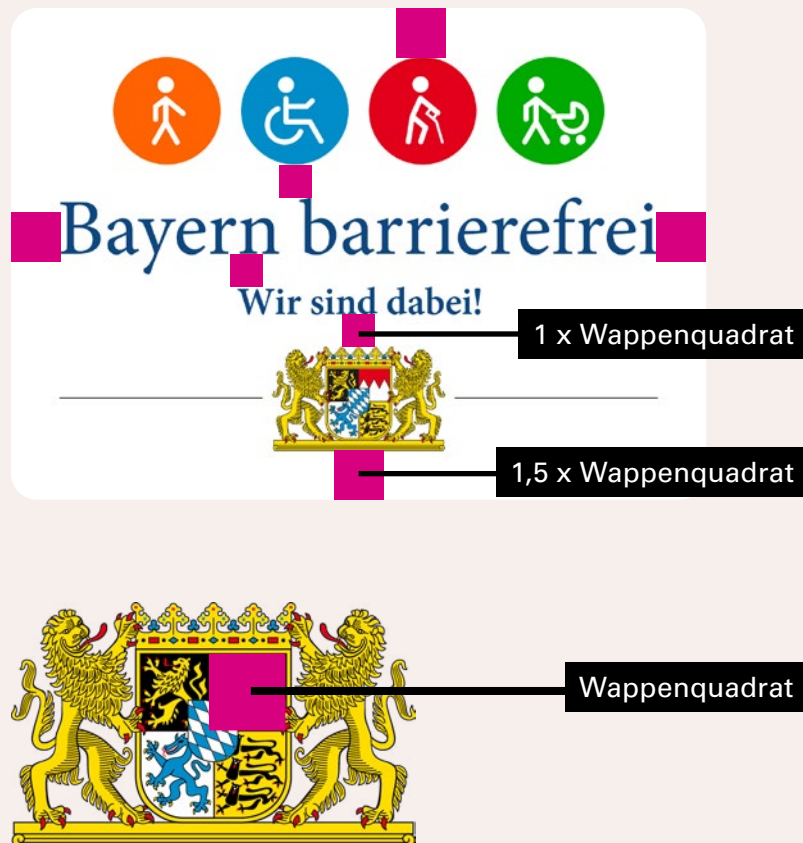 Bayern barrierefrei
Wir sind dabei!
1 x Wappenquadrat
1,5 x Wappenquadrat
Wappenquadrat